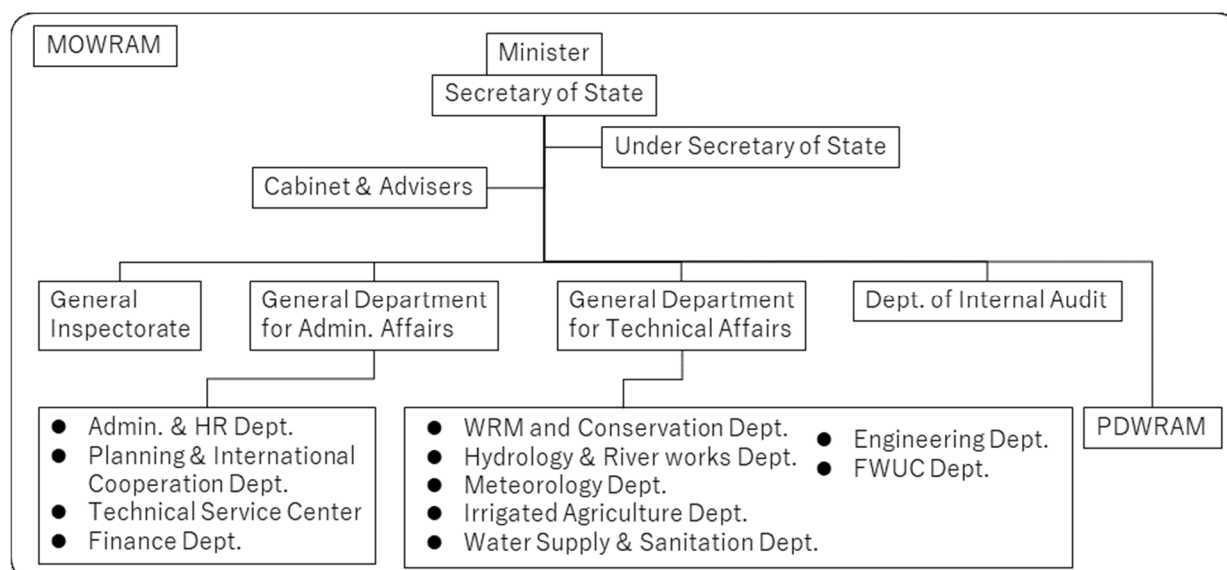 MOWRAM
Minister
Secretary of State
Under Secretary of State
Cabinet & Advisers
General
Inspectorate
General Department
for Admin. Affairs
General Department
for Technical Affairs
Dept. of Internal Audit
● Admin. & HR Dept.
● Planning & International
Cooperation Dept.
● Technical Service Center
● Finance Dept.
● WRM and Conservation Dept.
● Hydrology & River works Dept.
● Meteorology Dept.
● Irrigated Agriculture Dept.
● Water Supply & Sanitation Dept.
● Engineering Dept.
● FWUC Dept.
PDWRAM